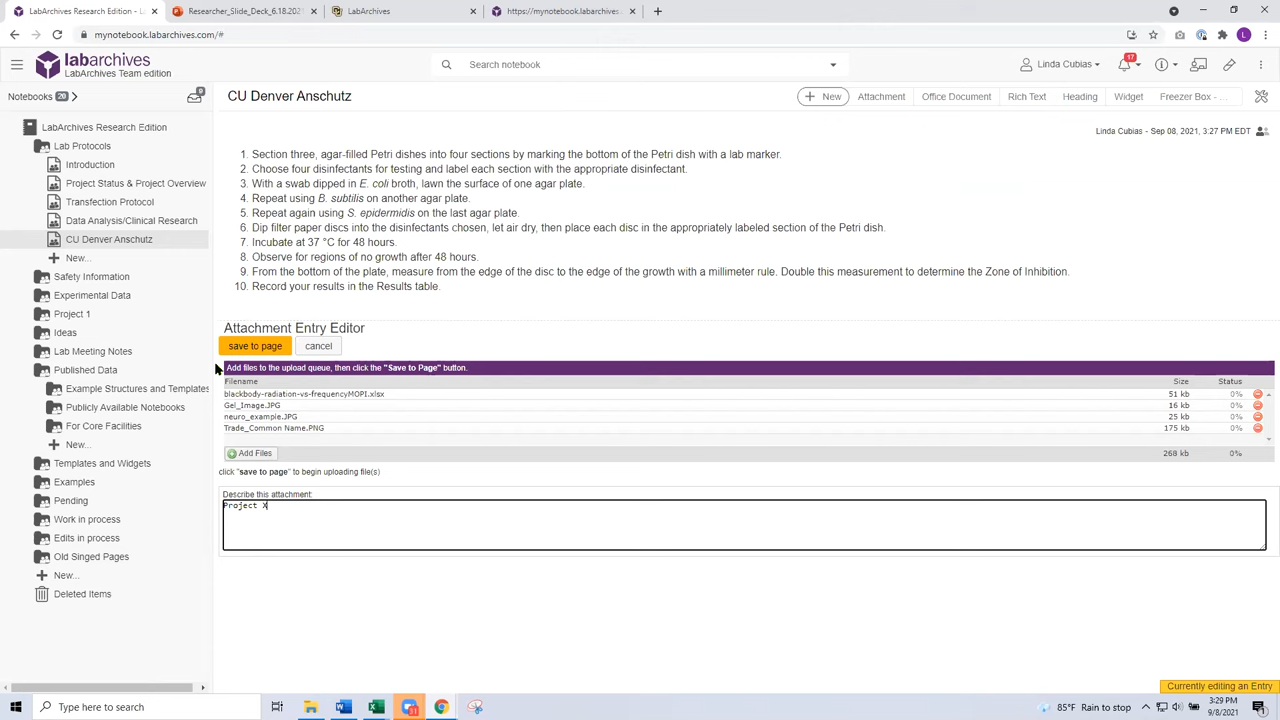 LabArchives Research Edition -
Researcher_Slide_Deck_6.18.202
LabArchives
https://mynotebook.labarchives.
mynotebook.labarchives.com/#
L
labarchives
LabArchives Team edition
Search notebook
Linda Cubias
17
Notebooks 20
0
CU Denver Anschutz
New
Attachment
Office Document
Rich Text
Heading
Widget
Freezer Box - ...
Linda Cubias - Sep 08, 2021, 3:27 PM EDT
LabArchives Research Edition
Lab Protocols
Introduction
Project Status & Project Overview
Transfection Protocol
Data Analysis/Clinical Research
CU Denver Anschutz
New...
Safety Information
Experimental Data
Project 1
Ideas
Lab Meeting Notes
Published Data
Example Structures and Templates
Publicly Available Notebooks
For Core Facilities
New...
Templates and Widgets
Examples
Pending
Work in process
Edits in process
Old Singed Pages
New...
Deleted Items
1. Section three, agar-filled Petri dishes into four sections by marking the bottom of the Petri dish with a lab marker.
2. Choose four disinfectants for testing and label each section with the appropriate disinfectant.
3. With a swab dipped in E. coli broth, lawn the surface of one agar plate.
4. Repeat using B. subtilis on another agar plate.
5. Repeat again using S. epidermidis on the last agar plate.
6. Dip filter paper discs into the disinfectants chosen, let air dry, then place each disc in the appropriately labeled section of the Petri dish.
7. Incubate at 37 °C for 48 hours.
8. Observe for regions of no growth after 48 hours.
9. From the bottom of the plate, measure from the edge of the disc to the edge of the growth with a millimeter rule. Double this measurement to determine the Zone of Inhibition.
10. Record your results in the Results table.
Attachment Entry Editor
save to page
cancel
Add files to the upload queue, then click the "Save to Page" button.
Filename Size Status
blackbody-radiation-vs-frequencyMOPI.xlsx 51 kb 0%
Gel_Image.JPG 16 kb 0%
neuro_example.JPG 25 kb 0%
Trade_Common Name.PNG 175 kb 0%
Add Files 268 kb 0%
click "save to page" to begin uploading file(s)
Describe this attachment:
Project X
Currently editing an Entry
Type here to search
31
85°F Rain to stop
3:29 PM
9/8/2021
1